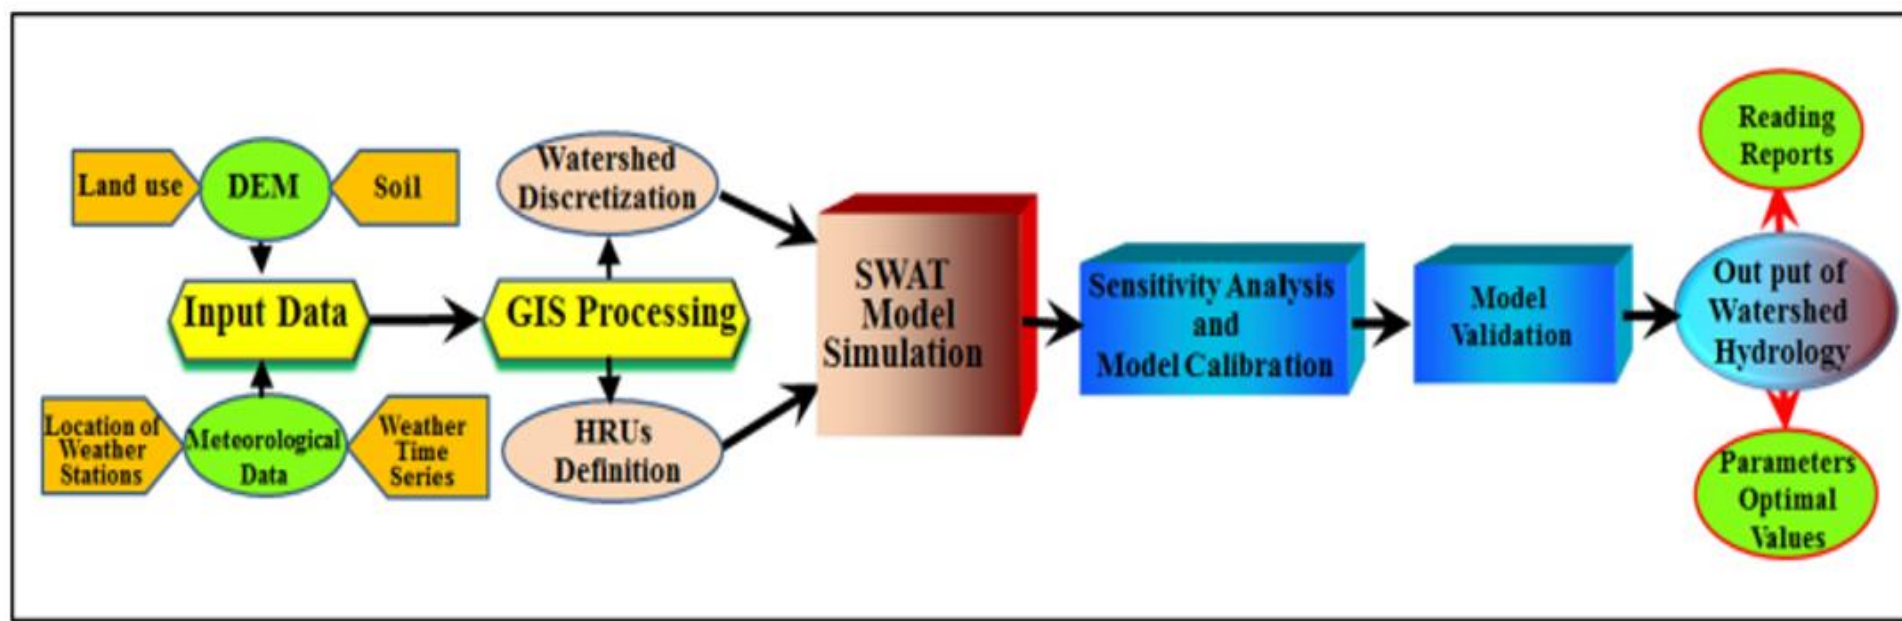 Land use
DEM
Soil
Input Data
Location of
Weather
Stations
Meteorological
Data
Weather
Time
Series
Watershed
Discretization
GIS Processing
HRUs
Definition
SWAT
Model
Simulation
Sensitivity Analysis
and
Model Calibration
Model
Validation
Reading
Reports
Out put of
Watershed
Hydrology
Parameters
Optimal
Values